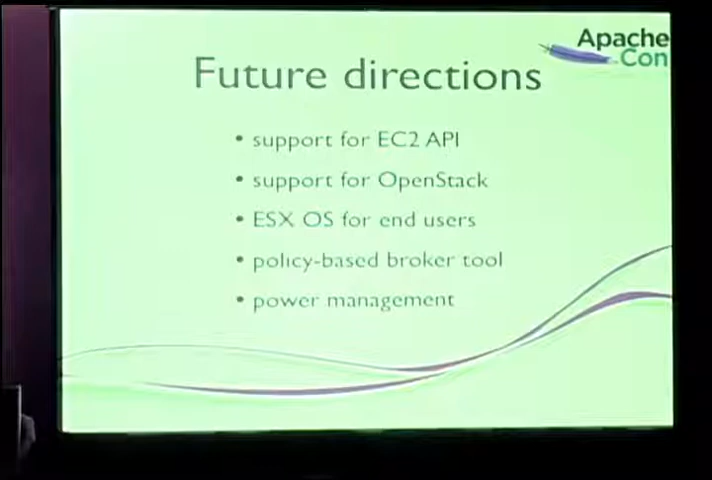 Apache
Con
Future directions
• support for EC2 API
• support for OpenStack
• ESX OS for end users
• policy-based broker tool
• power management